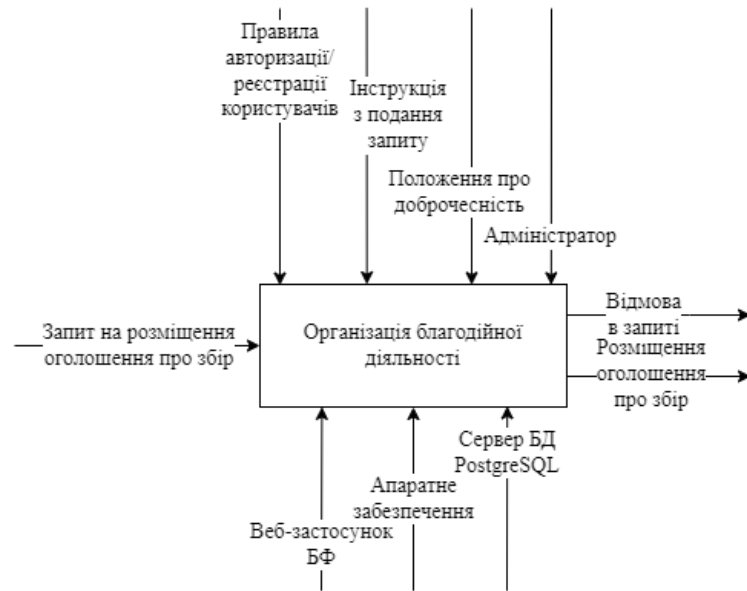 Правила
авторизації/
реєстрації
користувачів
Інструкція
з подання
запиту
Положення про
доброчесність
Адміністратор
Запит на розміщення
оголошення про збір
Організація благодійної
діяльності
Відмова
в запиті
Розміщення
оголошення
про збір
Веб-застосунок
БФ
Апаратне
забезпечення
Сервер БД
PostgreSQL